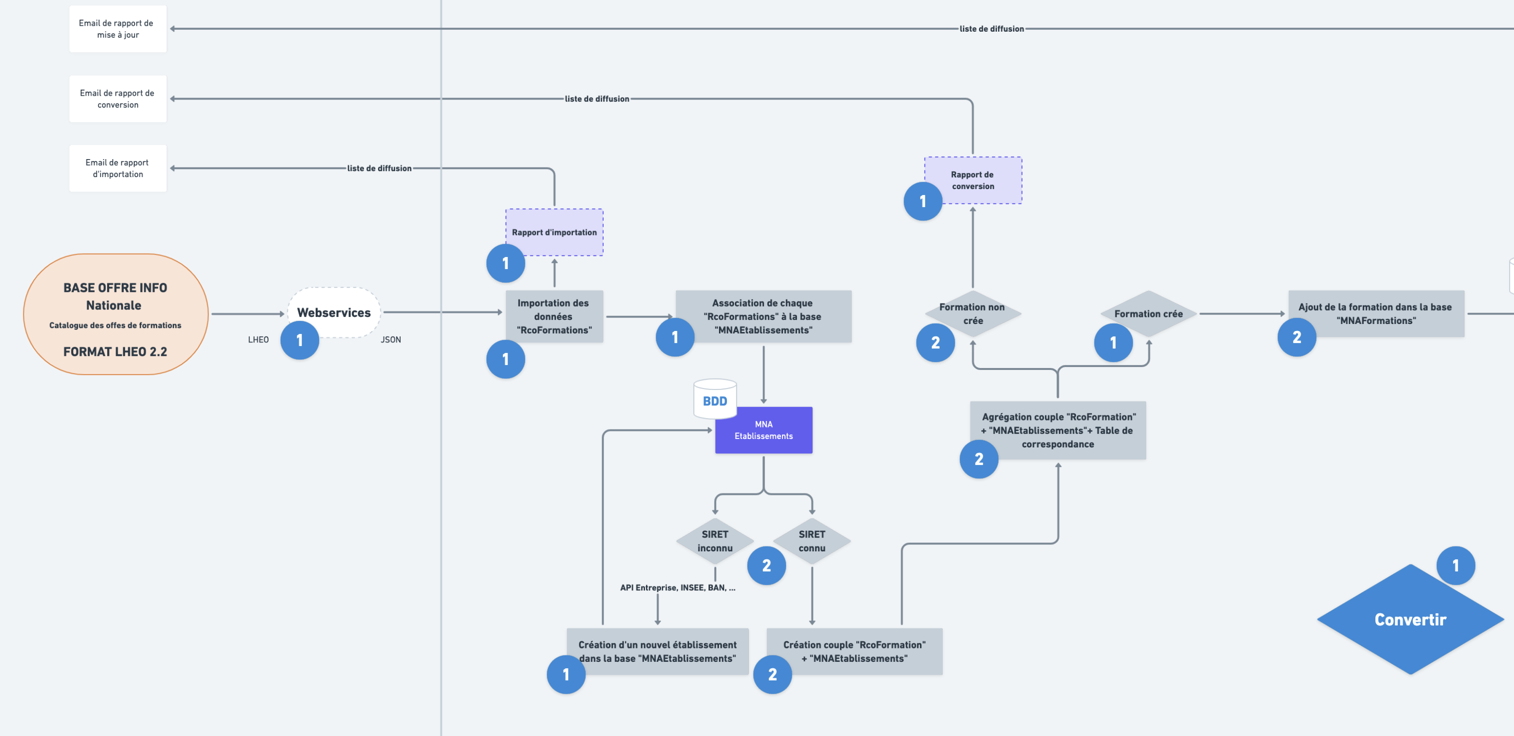 Email de rapport de
mise à jour
liste de diffusion
Email de rapport de
conversion
liste de diffusion
Email de rapport
d'importation
liste de diffusion
Rapport de
conversion
1
Rapport d'importation
1
BASE OFFRE INFO
Nationale
Catalogue des offes de formations
FORMAT LHEO 2.2
LHEO
Webservices
1
JSON
Importation des
données
"RcoFormations"
1
Association de chaque
"RcoFormations" à la base
"MNAEtablissements"
1
Formation non
crée
2
Formation crée
1
Ajout de la formation dans la base
"MNAFormations"
2
BDD
MNA
Etablissements
Agrégation couple "RcoFormation"
+ "MNAEtablissements"+ Table de
correspondance
2
SIRET
inconnu
SIRET
connu
2
API Entreprise, INSEE, BAN, ...
Création d'un nouvel établissement
dans la base "MNAEtablissements"
1
Création couple "RcoFormation"
+ "MNAEtablissements"
2
1
Convertir